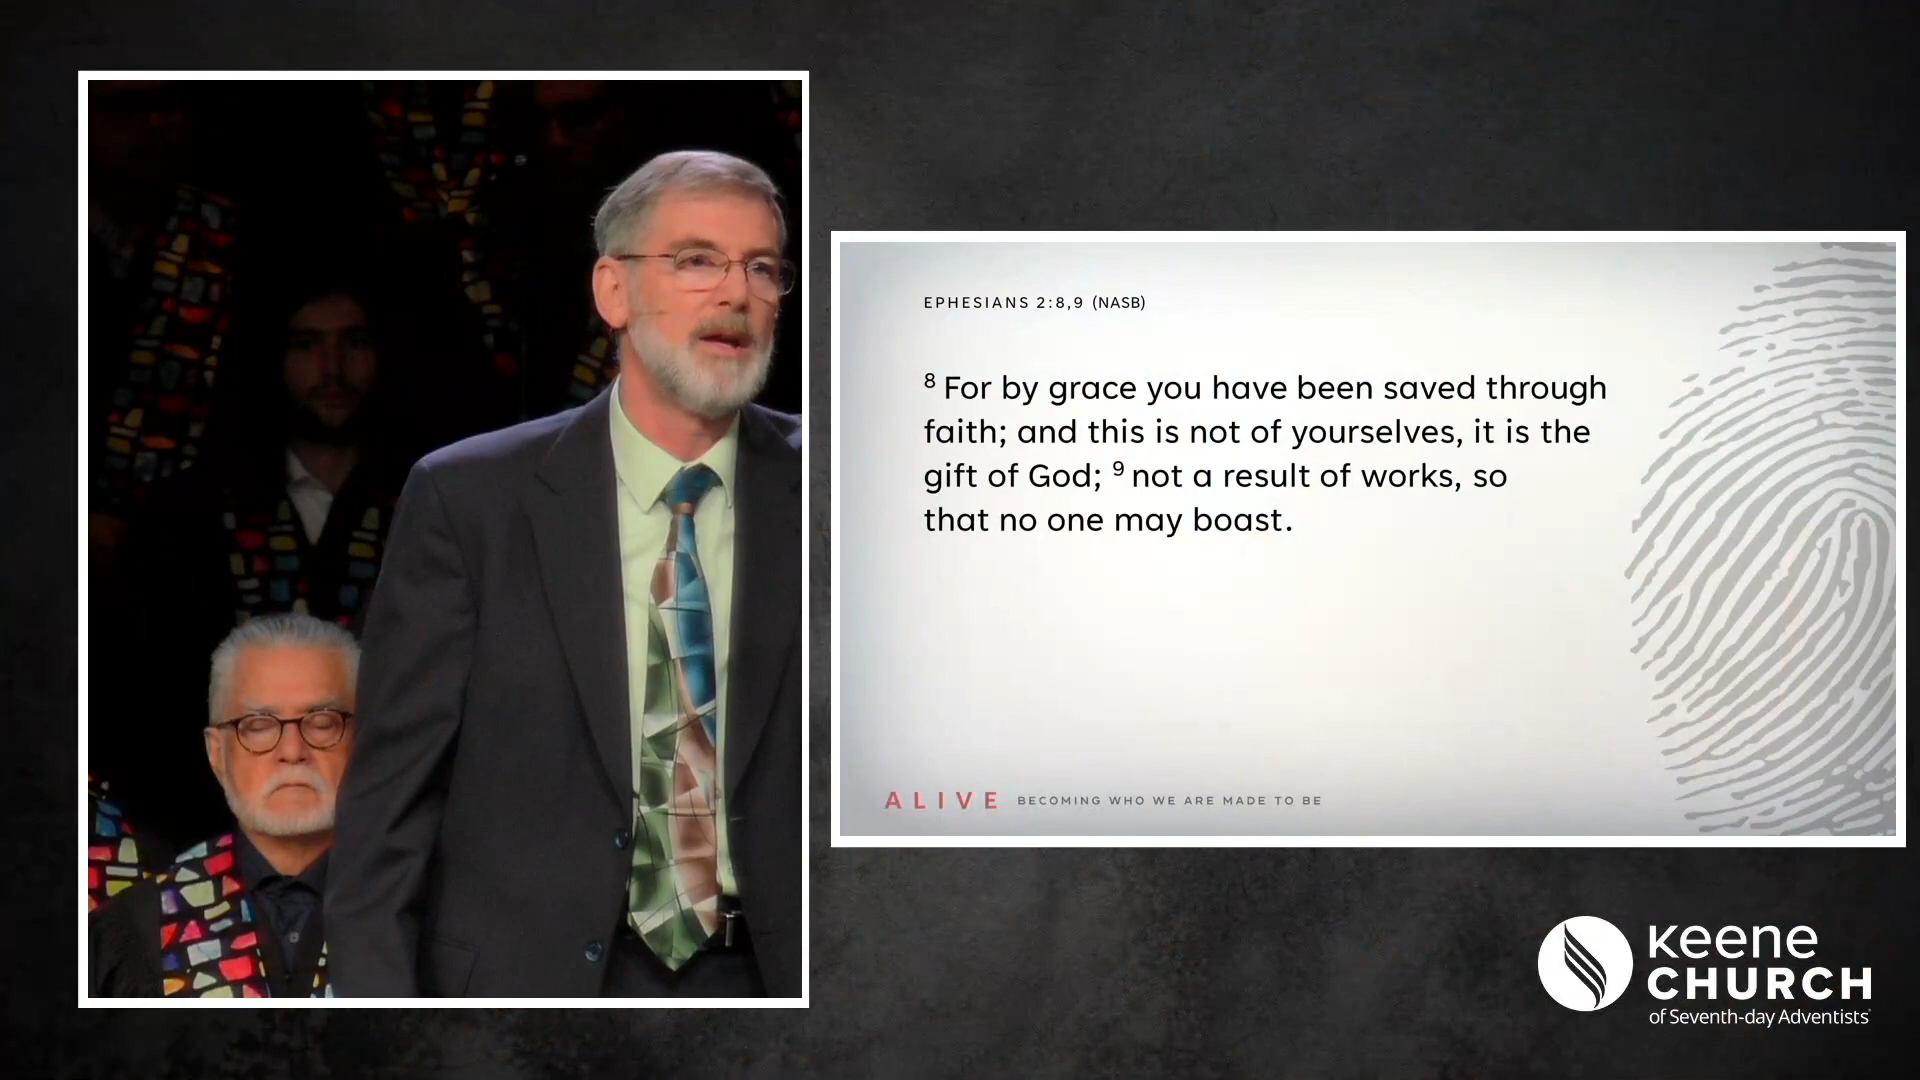 EPHESIANS 2:8,9 (NASB)
8 For by grace you have been saved through
faith; and this is not of yourselves, it is the
gift of God; 9 not a result of works, so
that no one may boast.
ALIVE BECOMING WHO WE ARE MADE TO BE
Keene
CHURCH
of Seventh-day Adventists